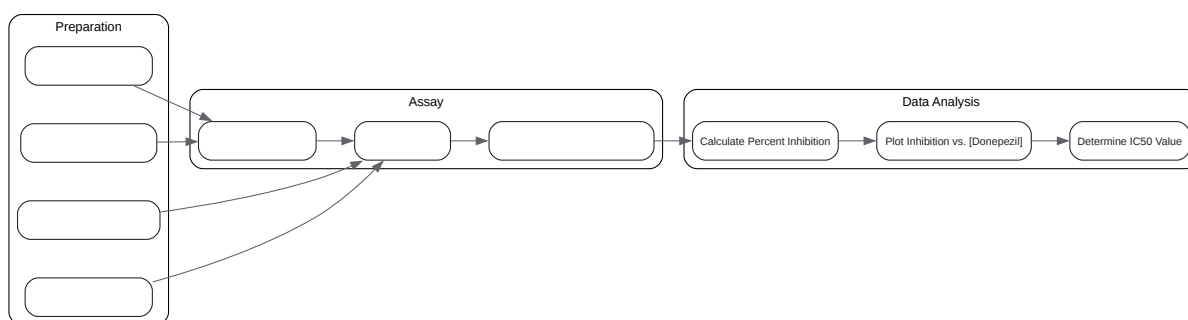 Preparation
Assay
Data Analysis
Calculate Percent Inhibition
Plot Inhibition vs. [Donepezil]
Determine IC50 Value